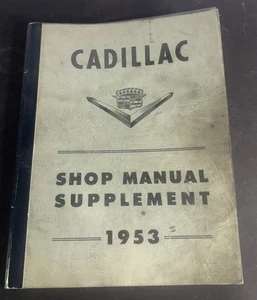 CADILLAC
SHOP MANUAL
SUPPLEMENT
1953